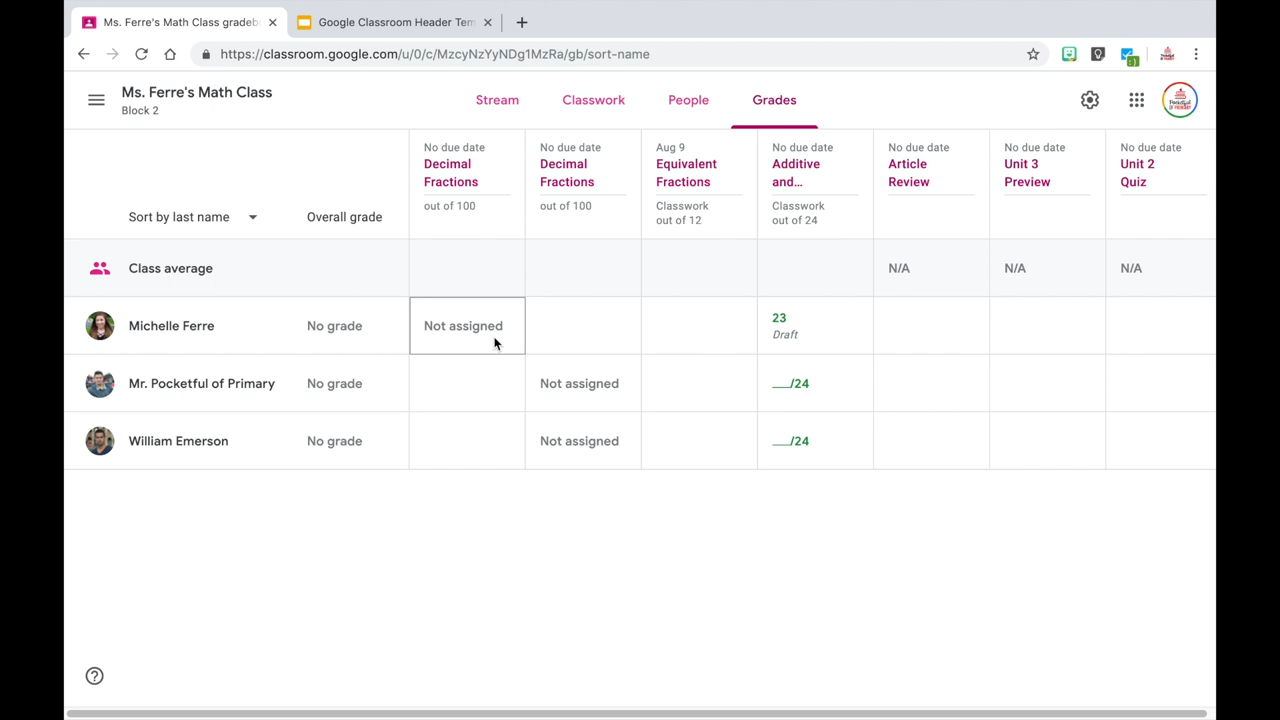 Ms. Ferre's Math Class gradeb
Google Classroom Header Tem
https://classroom.google.com/u/0/c/MzcyNzYyNDg1MzRa/gb/sort-name
Ms. Ferre's Math Class
Block 2
Stream
Classwork
People
Grades
Sort by last name
Overall grade
No due date
Decimal
Fractions
out of 100
No due date
Decimal
Fractions
out of 100
Aug 9
Equivalent
Fractions
Classwork
out of 12
No due date
Additive
and...
Classwork
out of 24
No due date
Article
Review
No due date
Unit 3
Preview
No due date
Unit 2
Quiz
Class average
N/A
N/A
N/A
Michelle Ferre
No grade
Not assigned
23
Draft
Mr. Pocketful of Primary
No grade
Not assigned
__/24
William Emerson
No grade
Not assigned
__/24